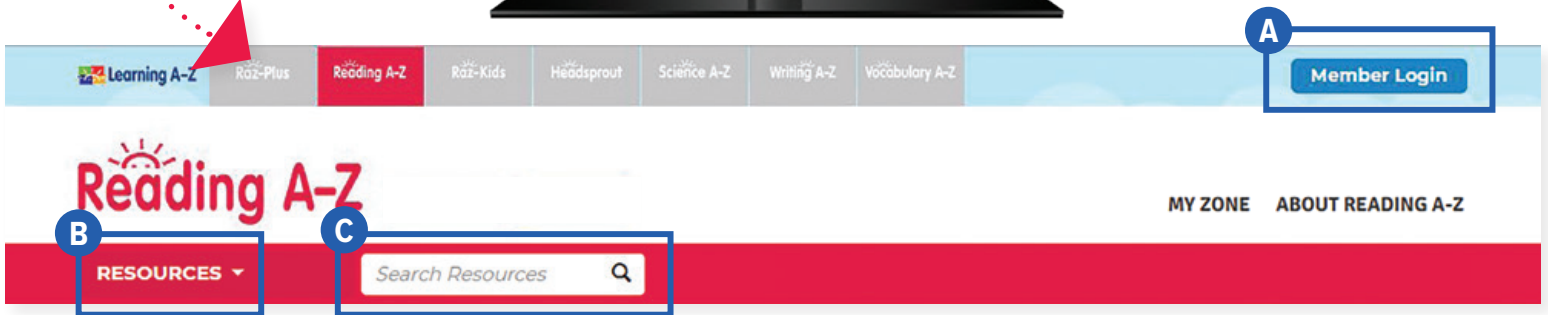 A
Learning A–Z Raz-Plus Reading A-Z Raz-Kids Headsprout Science A-Z Writing A-Z Vocabulary A-Z Member Login
Reading A–Z
MY ZONE ABOUT READING A-Z
B C
RESOURCES Search Resources